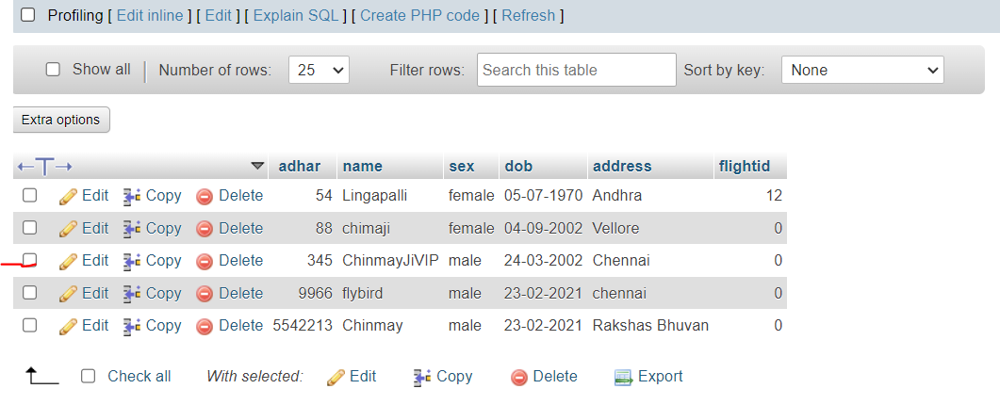 Profiling [ Edit inline ] [ Edit ] [ Explain SQL ] [ Create PHP code ] [ Refresh ]
Show all | Number of rows: 25 Filter rows: Search this table Sort by key: None
Extra options
adhar name sex dob address flightid
Edit Copy Delete 54 Lingapalli female 05-07-1970 Andhra 12
Edit Copy Delete 88 chimaji female 04-09-2002 Vellore 0
Edit Copy Delete 345 ChinmayJiVIP male 24-03-2002 Chennai 0
Edit Copy Delete 9966 flybird male 23-02-2021 chennai 0
Edit Copy Delete 5542213 Chinmay male 23-02-2021 Rakshas Bhuvan 0
Check all With selected: Edit Copy Delete Export